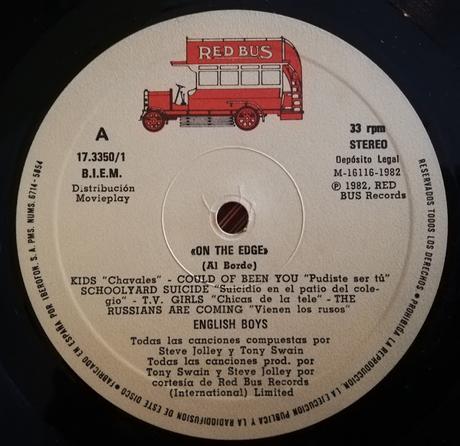 RED BUS
A
17.3350/1
B.I.E.M.
Distribución
Movieplay
33 rpm
STEREO
Depósito Legal
M-16116-1982
℗ 1982, RED
BUS Records
«ON THE EDGE»
(Al Borde)
KIDS "Chavales" - COULD OF BEEN YOU "Pudiste ser tú"
SCHOOLYARD SUICIDE "Suicidio en el patio del cole-
gio" - T.V. GIRLS "Chicas de la tele" - THE
RUSSIANS ARE COMING "Vienen los rusos"
ENGLISH BOYS
Todas las canciones compuestas por
Steve Jolley y Tony Swain
Todas las canciones prod. por
Tony Swain y Steve Jolley por
cortesía de Red Bus Records
(International) Limited
RESERVADOS TODOS LOS DERECHOS • PROHIBIDA LA REPRODUCCION, LA EJECUCION PUBLICA Y LA RADIODIFUSION DE ESTE DISCO • FABRICADO EN ESPAÑA POR IBEROFON, S.A. PMS. NUMS. 6714-5854